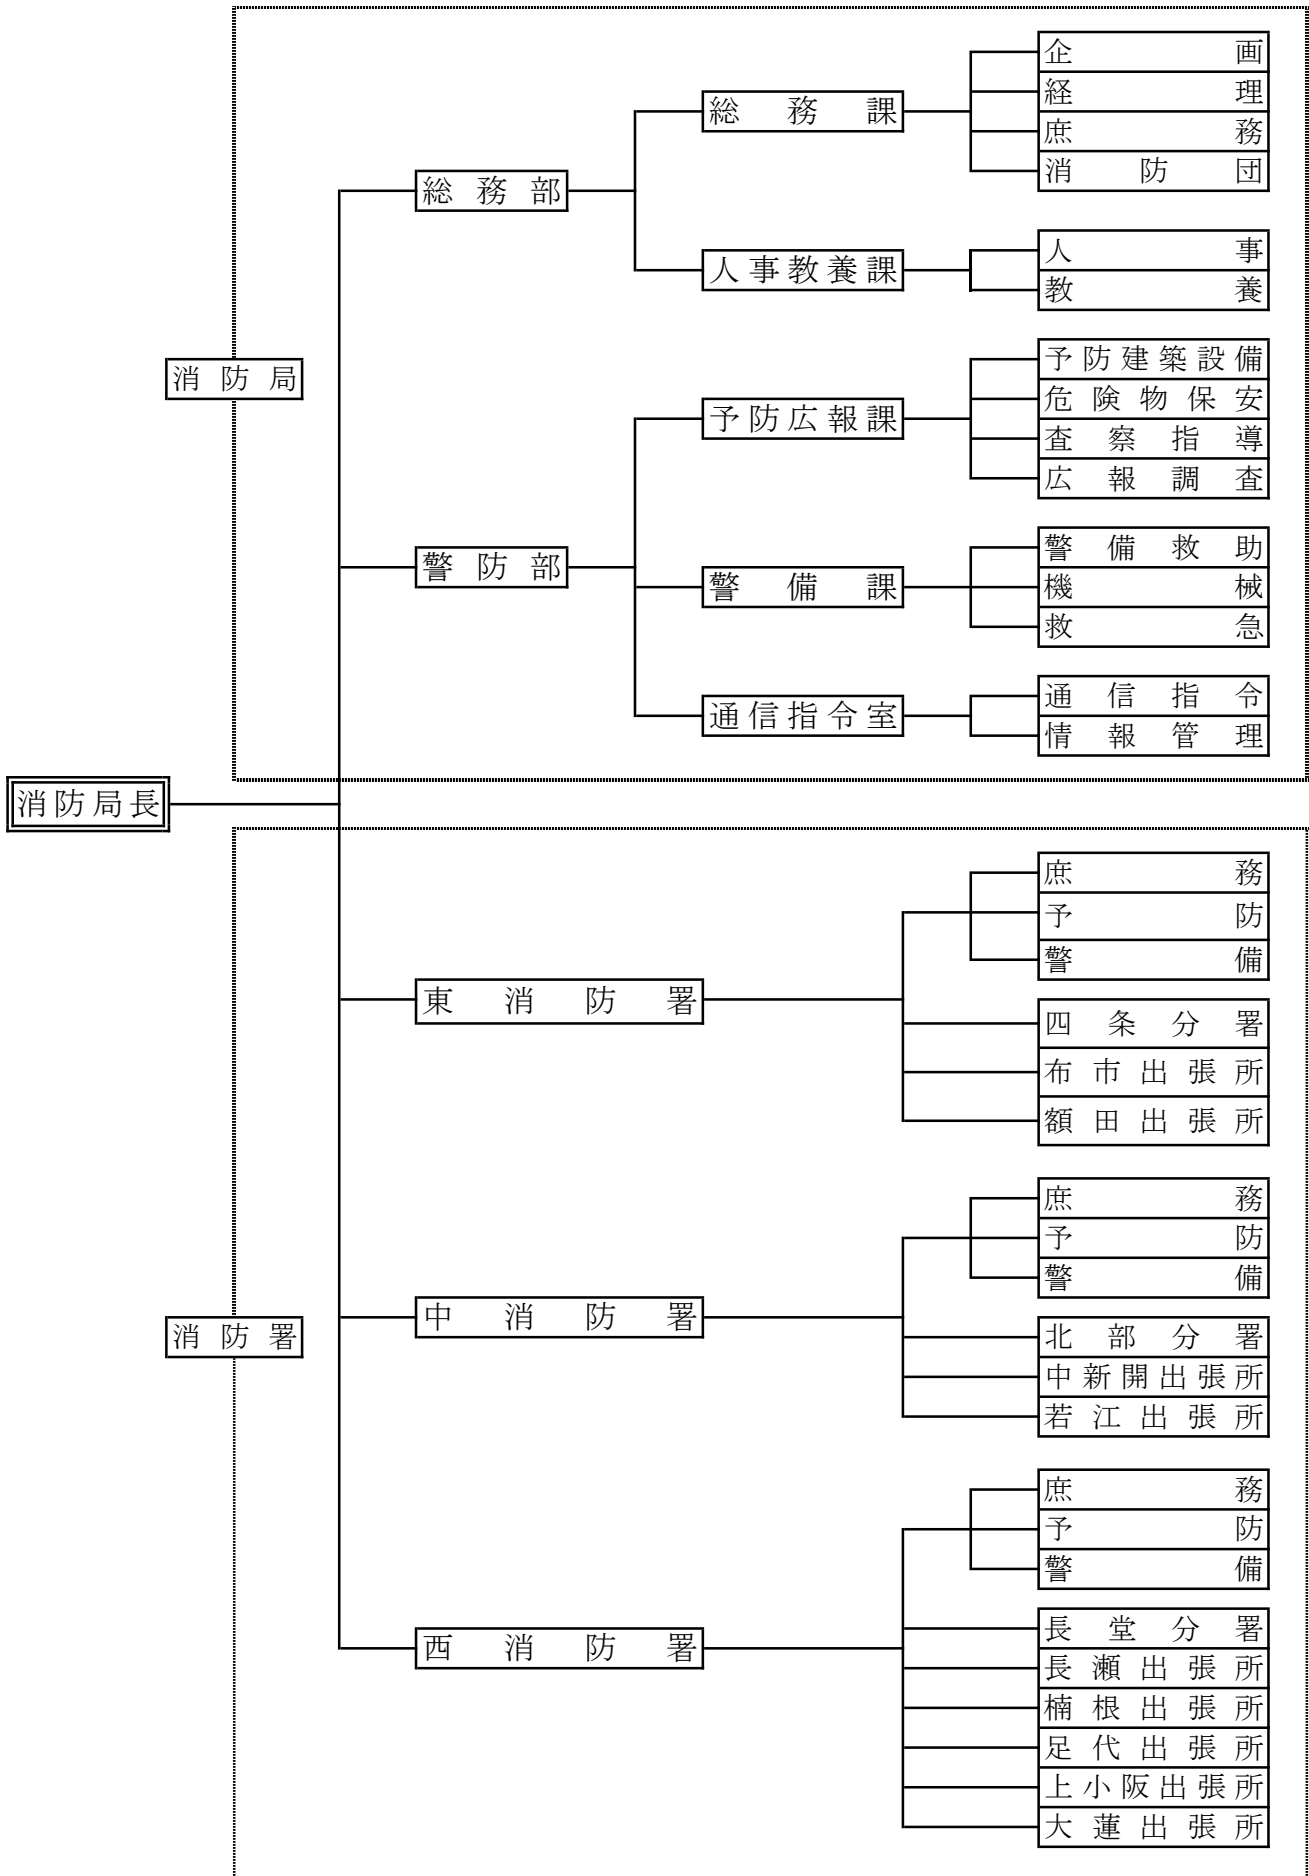 企画
総務課
経理
庶務
消防団
総務部
人事
人事教養課
教養
消防局
予防建築設備
危険物保安
予防広報課
査察指導
広報調査
警備救助
警防部
警備課
機械
救急
通信指令
通信指令室
情報管理
消防局長
庶務
予防
警備
東消防署
四条分署
布市出張所
額田出張所
庶務
予防
警備
中消防署
消防署
北部分署
中新開出張所
若江出張所
庶務
予防
警備
西消防署
長堂分署
長瀬出張所
楠根出張所
足代出張所
上小阪出張所
大蓮出張所